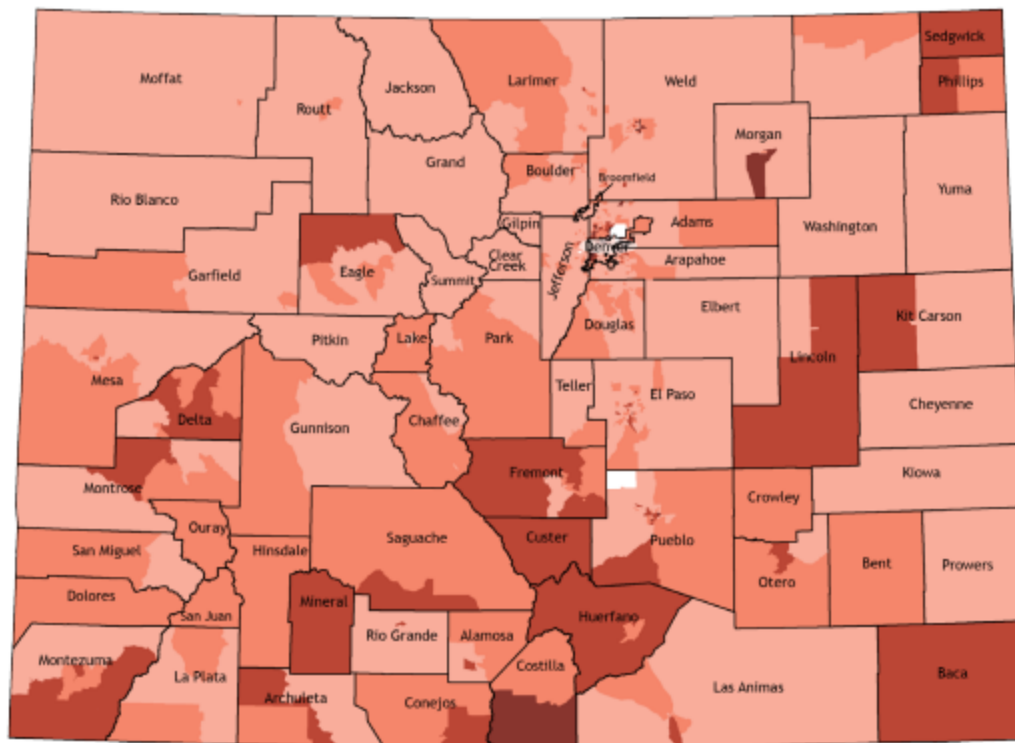 Sedgwick
Moffat
Jackson
Larimer
Weld
Phillips
Routt
Morgan
Grand
Boulder
Broomfield
Yuma
Rio Blanco
Gilpin
Adams
Washington
Denver
Garfield
Eagle
Clear
Creek
Arapahoe
Jefferson
Summit
Elbert
Kit Carson
Pitkin
Lake
Park
Douglas
Lincoln
Mesa
Teller
El Paso
Cheyenne
Delta
Gunnison
Chaffee
Fremont
Kiowa
Montrose
Crowley
Ouray
Saguache
Custer
Pueblo
San Miguel
Hinsdale
Otero
Bent
Prowers
Dolores
Mineral
San Juan
Huerfano
Rio Grande
Alamosa
Montezuma
La Plata
Costilla
Baca
Archuleta
Conejos
Las Animas